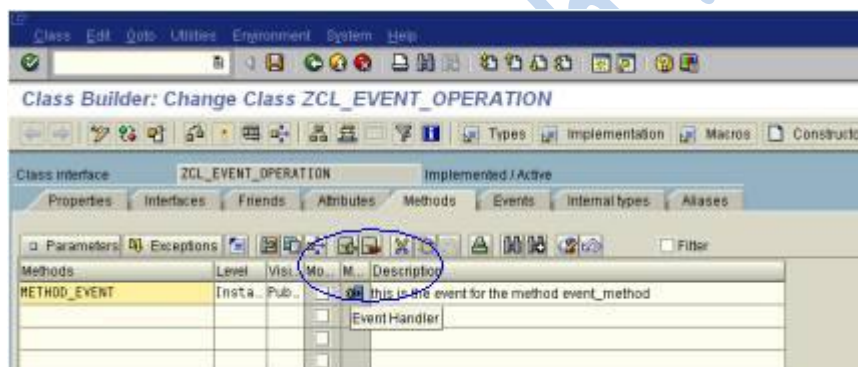 Class Edit Goto Utilities Environment System Help
Class Builder: Change Class ZCL_EVENT_OPERATION
Types Implementation Macros Constructo
Class interface ZCL_EVENT_OPERATION Implemented / Active
Properties Interfaces Friends Attributes Methods Events Internal types Aliases
Parameters Exceptions Filter
Methods Level Visi.. Mo.. M.. Description
METHOD_EVENT Insta.. Pub.. this is the event for the method event_method
Event Handler